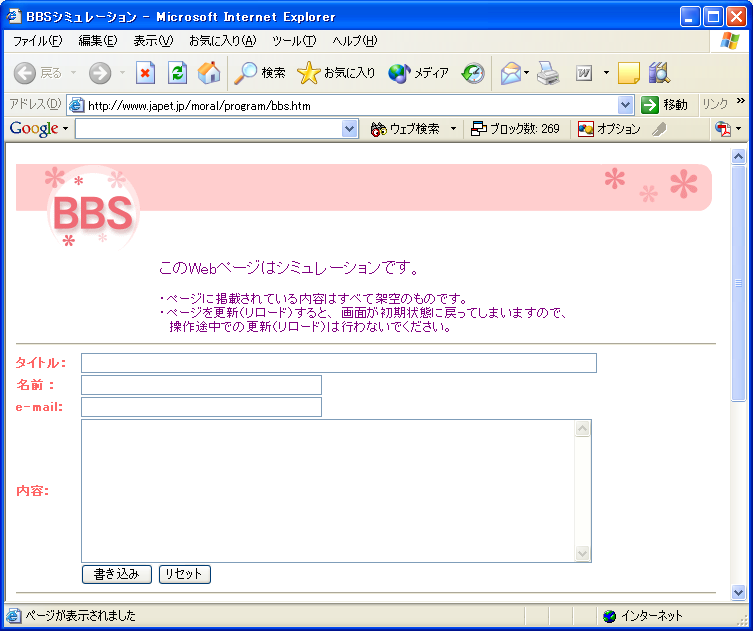 BBSシミュレーション - Microsoft Internet Explorer
ファイル(F) 編集(E) 表示(V) お気に入り(A) ツール(T) ヘルプ(H)
戻る 検索 お気に入り メディア
アドレス(D) http://www.japet.jp/moral/program/bbs.htm 移動 リンク »
Google ウェブ検索 ブロック数: 269 オプション
BBS
このWebページはシミュレーションです。
・ページに掲載されている内容はすべて架空のものです。
・ページを更新(リロード)すると、画面が初期状態に戻ってしまいますので、
操作途中での更新(リロード)は行わないでください。
タイトル:
名前:
e-mail:
内容:
書き込み リセット
ページが表示されました インターネット